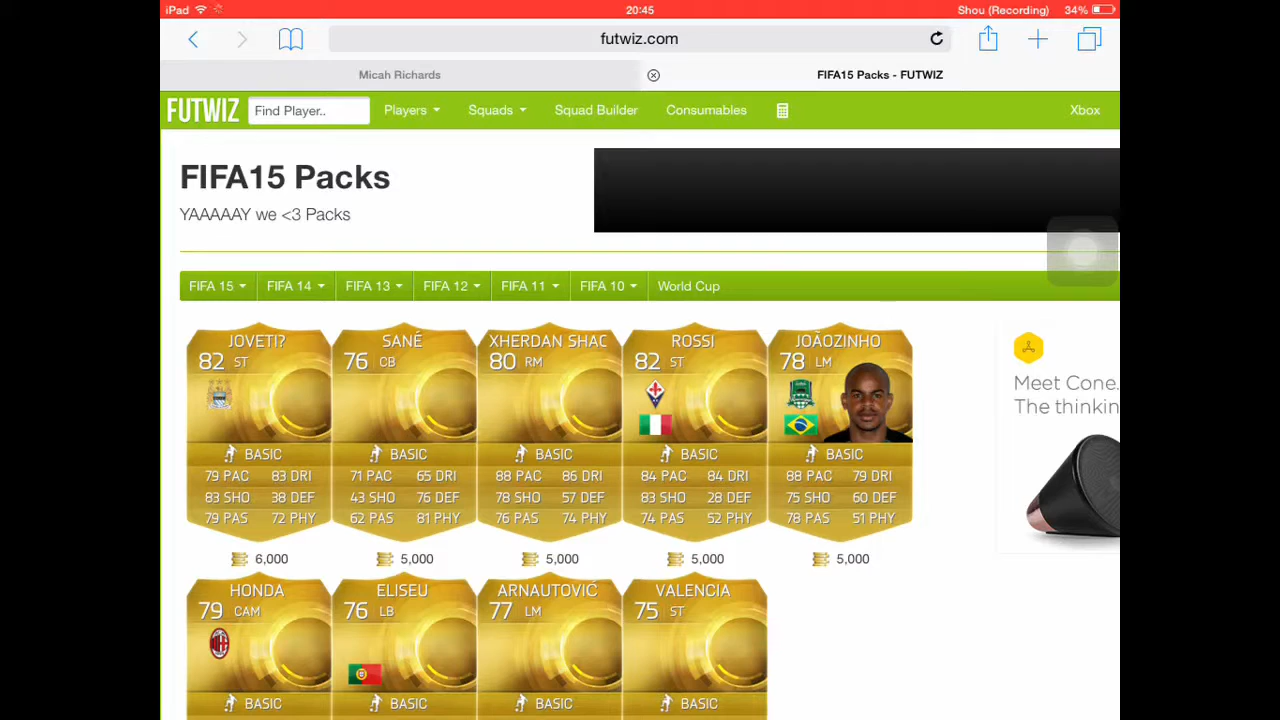 iPad 20:45 Shou (Recording) 34%
futwiz.com
Micah Richards FIFA15 Packs - FUTWIZ
FUTWIZ Find Player.. Players Squads Squad Builder Consumables Xbox
FIFA15 Packs
YAAAAAY we <3 Packs
FIFA 15 FIFA 14 FIFA 13 FIFA 12 FIFA 11 FIFA 10 World Cup
JOVETI? SANÉ XHERDAN SHAC ROSSI JOÃOZINHO
82 ST 76 CB 80 RM 82 ST 78 LM
Meet Cone.
The thinkin
BASIC BASIC BASIC BASIC BASIC
79 PAC 83 DRI 71 PAC 65 DRI 88 PAC 86 DRI 84 PAC 84 DRI 88 PAC 79 DRI
83 SHO 38 DEF 43 SHO 76 DEF 78 SHO 57 DEF 83 SHO 28 DEF 75 SHO 60 DEF
79 PAS 72 PHY 62 PAS 81 PHY 76 PAS 74 PHY 74 PAS 52 PHY 78 PAS 51 PHY
6,000 5,000 5,000 5,000 5,000
HONDA ELISEU ARNAUTOVIĆ VALENCIA
79 CAM 76 LB 77 LM 75 ST
BASIC BASIC BASIC BASIC